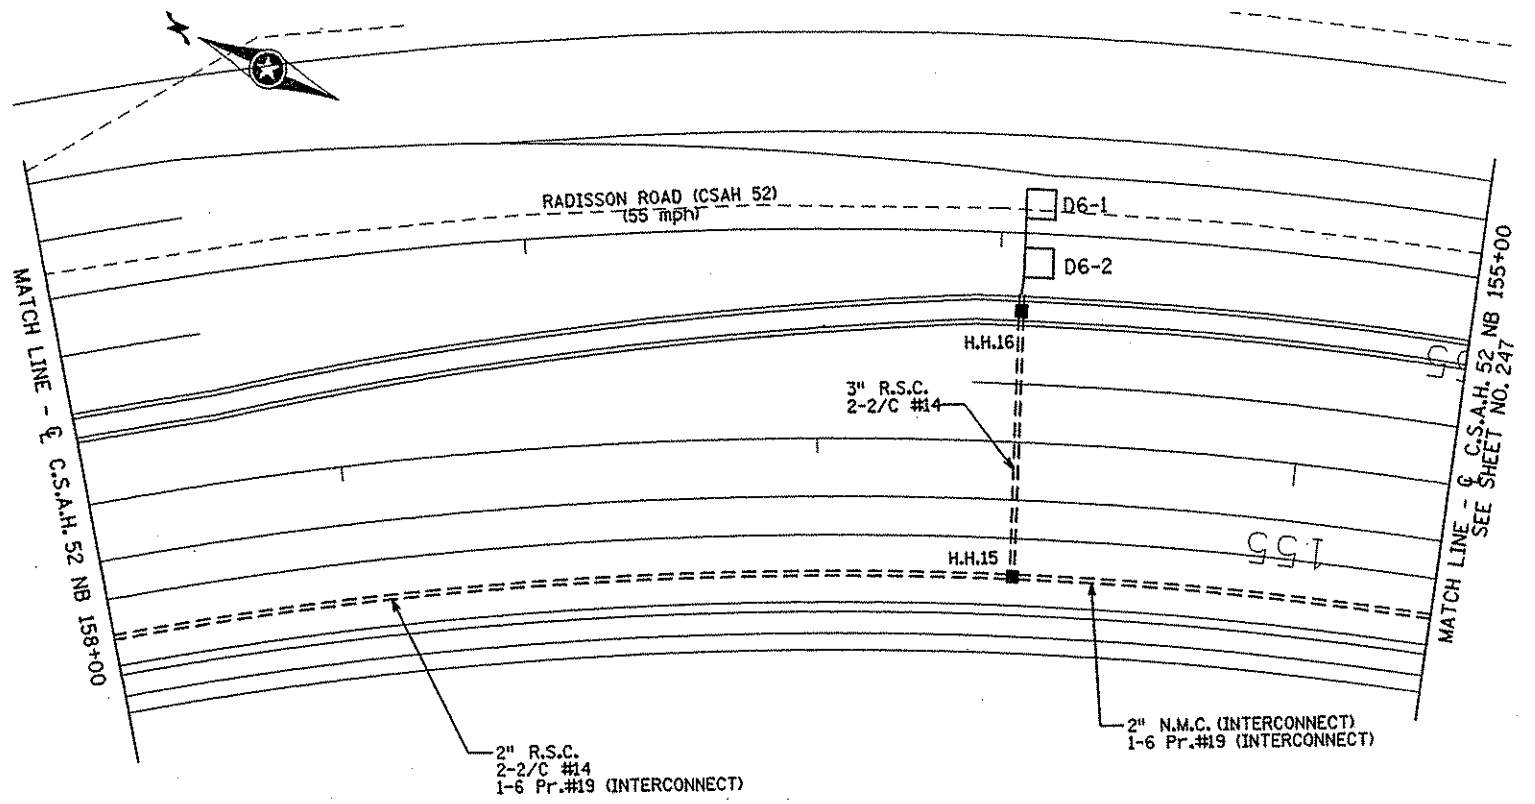 N
RADISSON ROAD (CSAH 52)
(55 mph)
D6-1
D6-2
H.H.16
3" R.S.C.
2-2/C #14
H.H.15
155
MATCH LINE - ℄ C.S.A.H. 52 NB 158+00
MATCH LINE - ℄ C.S.A.H. 52 NB 155+00
SEE SHEET NO. 247
2" R.S.C.
2-2/C #14
1-6 Pr.#19 (INTERCONNECT)
2" N.M.C. (INTERCONNECT)
1-6 Pr.#19 (INTERCONNECT)